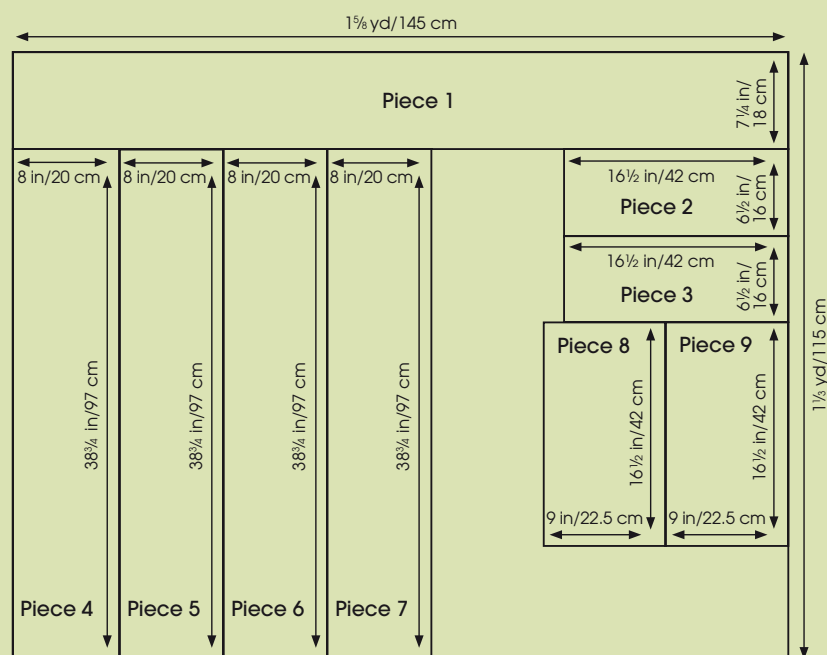 1⅝ yd/145 cm
Piece 1
7¼ in/
18 cm
8 in/20 cm
8 in/20 cm
8 in/20 cm
8 in/20 cm
16½ in/42 cm
Piece 2
6½ in/
16 cm
16½ in/42 cm
Piece 3
6½ in/
16 cm
1⅓ yd/115 cm
Piece 8
Piece 9
38¾ in/97 cm
38¾ in/97 cm
38¾ in/97 cm
38¾ in/97 cm
16½ in/42 cm
16½ in/42 cm
9 in/22.5 cm
9 in/22.5 cm
Piece 4
Piece 5
Piece 6
Piece 7